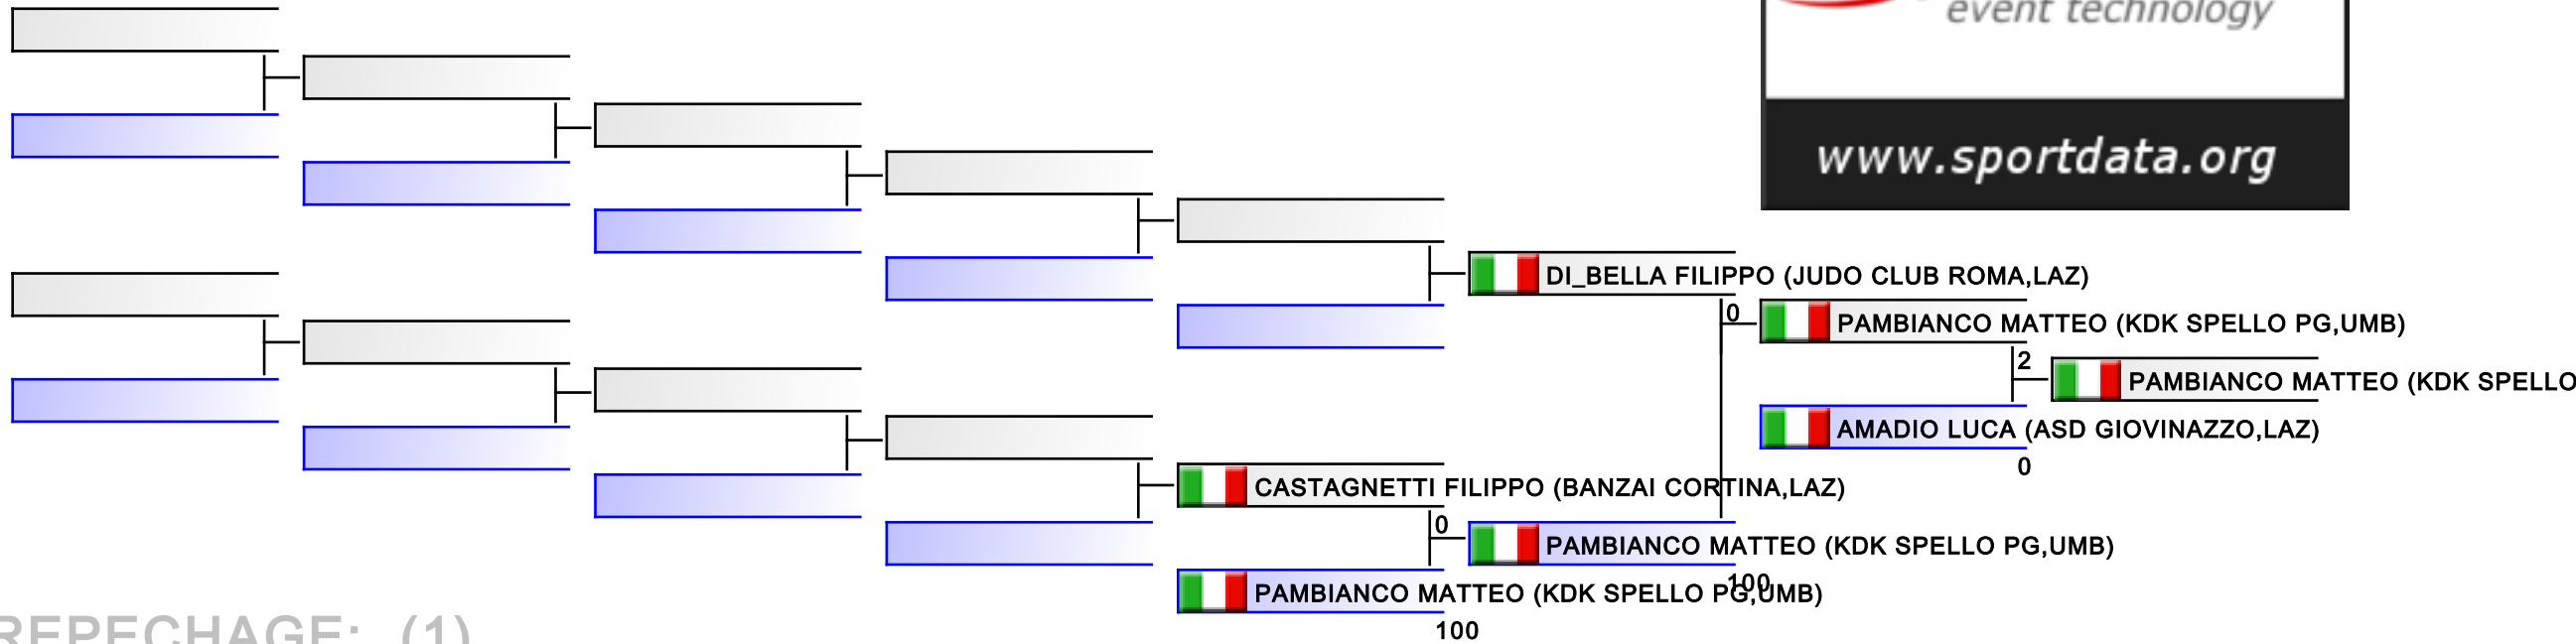 event technology
www.sportdata.org
DI_BELLA FILIPPO (JUDO CLUB ROMA,LAZ)
0
PAMBIANCO MATTEO (KDK SPELLO PG,UMB)
2
PAMBIANCO MATTEO (KDK SPELLO
AMADIO LUCA (ASD GIOVINAZZO,LAZ)
0
CASTAGNETTI FILIPPO (BANZAI CORTINA,LAZ)
0
PAMBIANCO MATTEO (KDK SPELLO PG,UMB)
100
PAMBIANCO MATTEO (KDK SPELLO PG,UMB)
100
REPECHAGE: (1)